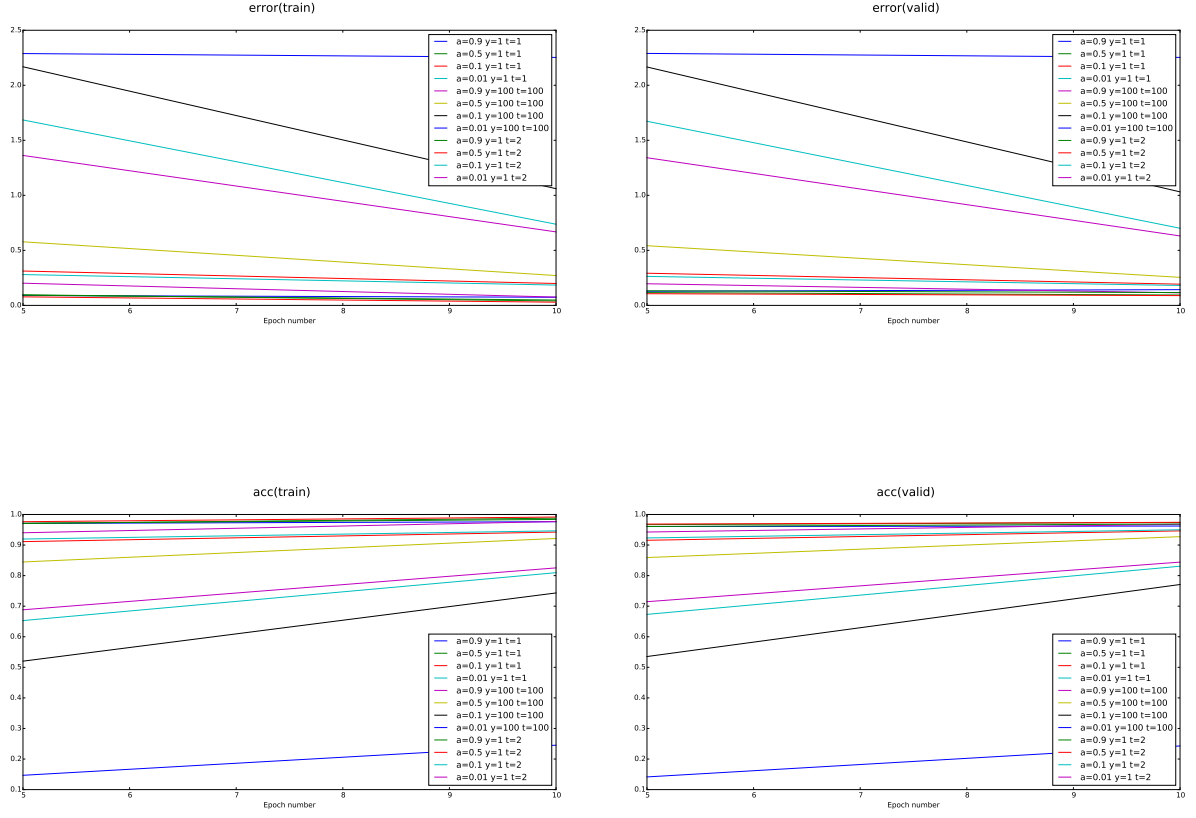 error(train)
2.5
2.0
1.5
1.0
0.5
0.0
5
6
7
8
9
10
Epoch number
a=0.9 y=1 t=1
a=0.5 y=1 t=1
a=0.1 y=1 t=1
a=0.01 y=1 t=1
a=0.9 y=100 t=100
a=0.5 y=100 t=100
a=0.1 y=100 t=100
a=0.01 y=100 t=100
a=0.9 y=1 t=2
a=0.5 y=1 t=2
a=0.1 y=1 t=2
a=0.01 y=1 t=2
error(valid)
2.5
2.0
1.5
1.0
0.5
0.0
5
6
7
8
9
10
Epoch number
a=0.9 y=1 t=1
a=0.5 y=1 t=1
a=0.1 y=1 t=1
a=0.01 y=1 t=1
a=0.9 y=100 t=100
a=0.5 y=100 t=100
a=0.1 y=100 t=100
a=0.01 y=100 t=100
a=0.9 y=1 t=2
a=0.5 y=1 t=2
a=0.1 y=1 t=2
a=0.01 y=1 t=2
acc(train)
1.0
0.9
0.8
0.7
0.6
0.5
0.4
0.3
0.2
0.1
5
6
7
8
9
10
Epoch number
a=0.9 y=1 t=1
a=0.5 y=1 t=1
a=0.1 y=1 t=1
a=0.01 y=1 t=1
a=0.9 y=100 t=100
a=0.5 y=100 t=100
a=0.1 y=100 t=100
a=0.01 y=100 t=100
a=0.9 y=1 t=2
a=0.5 y=1 t=2
a=0.1 y=1 t=2
a=0.01 y=1 t=2
acc(valid)
1.0
0.9
0.8
0.7
0.6
0.5
0.4
0.3
0.2
0.1
5
6
7
8
9
10
Epoch number
a=0.9 y=1 t=1
a=0.5 y=1 t=1
a=0.1 y=1 t=1
a=0.01 y=1 t=1
a=0.9 y=100 t=100
a=0.5 y=100 t=100
a=0.1 y=100 t=100
a=0.01 y=100 t=100
a=0.9 y=1 t=2
a=0.5 y=1 t=2
a=0.1 y=1 t=2
a=0.01 y=1 t=2